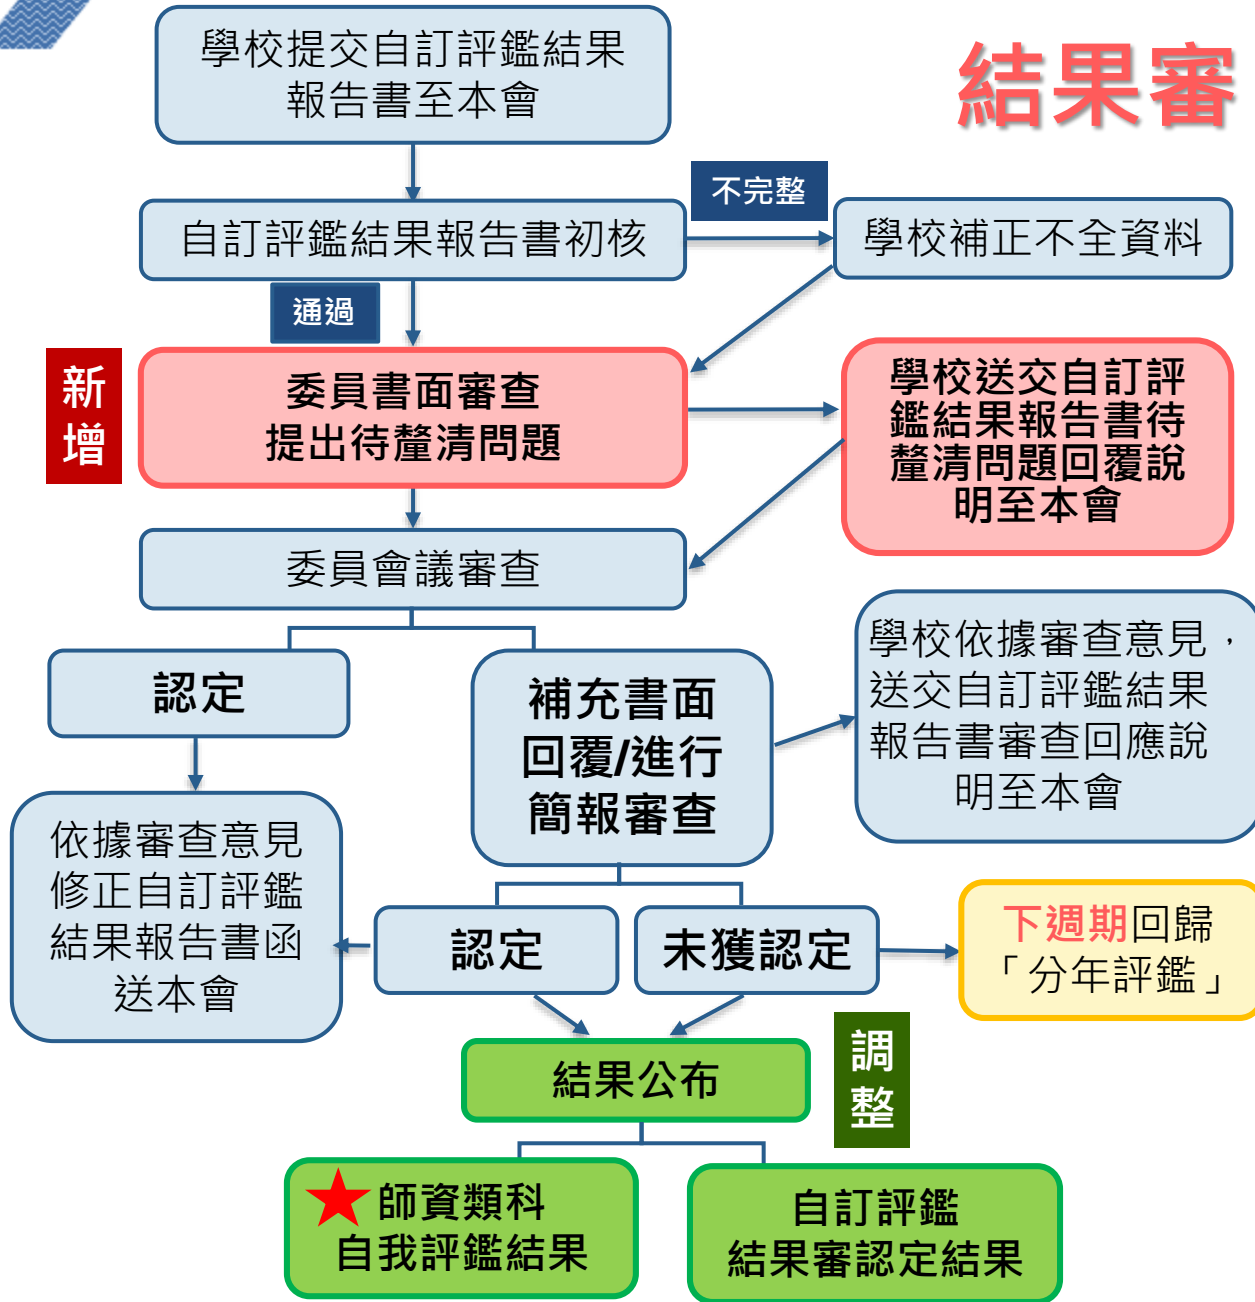 結果審
學校提交自訂評鑑結果
報告書至本會
不完整
自訂評鑑結果報告書初核
學校補正不全資料
通過
新
增
委員書面審查
提出待釐清問題
學校送交自訂評
鑑結果報告書待
釐清問題回覆說
明至本會
委員會議審查
認定
補充書面
回覆/進行
簡報審查
學校依據審查意見，
送交自訂評鑑結果
報告書審查回應說
明至本會
依據審查意見
修正自訂評鑑
結果報告書函
送本會
認定
未獲認定
下週期回歸
「分年評鑑」
結果公布
調
整
師資類科
自我評鑑結果
自訂評鑑
結果審認定結果